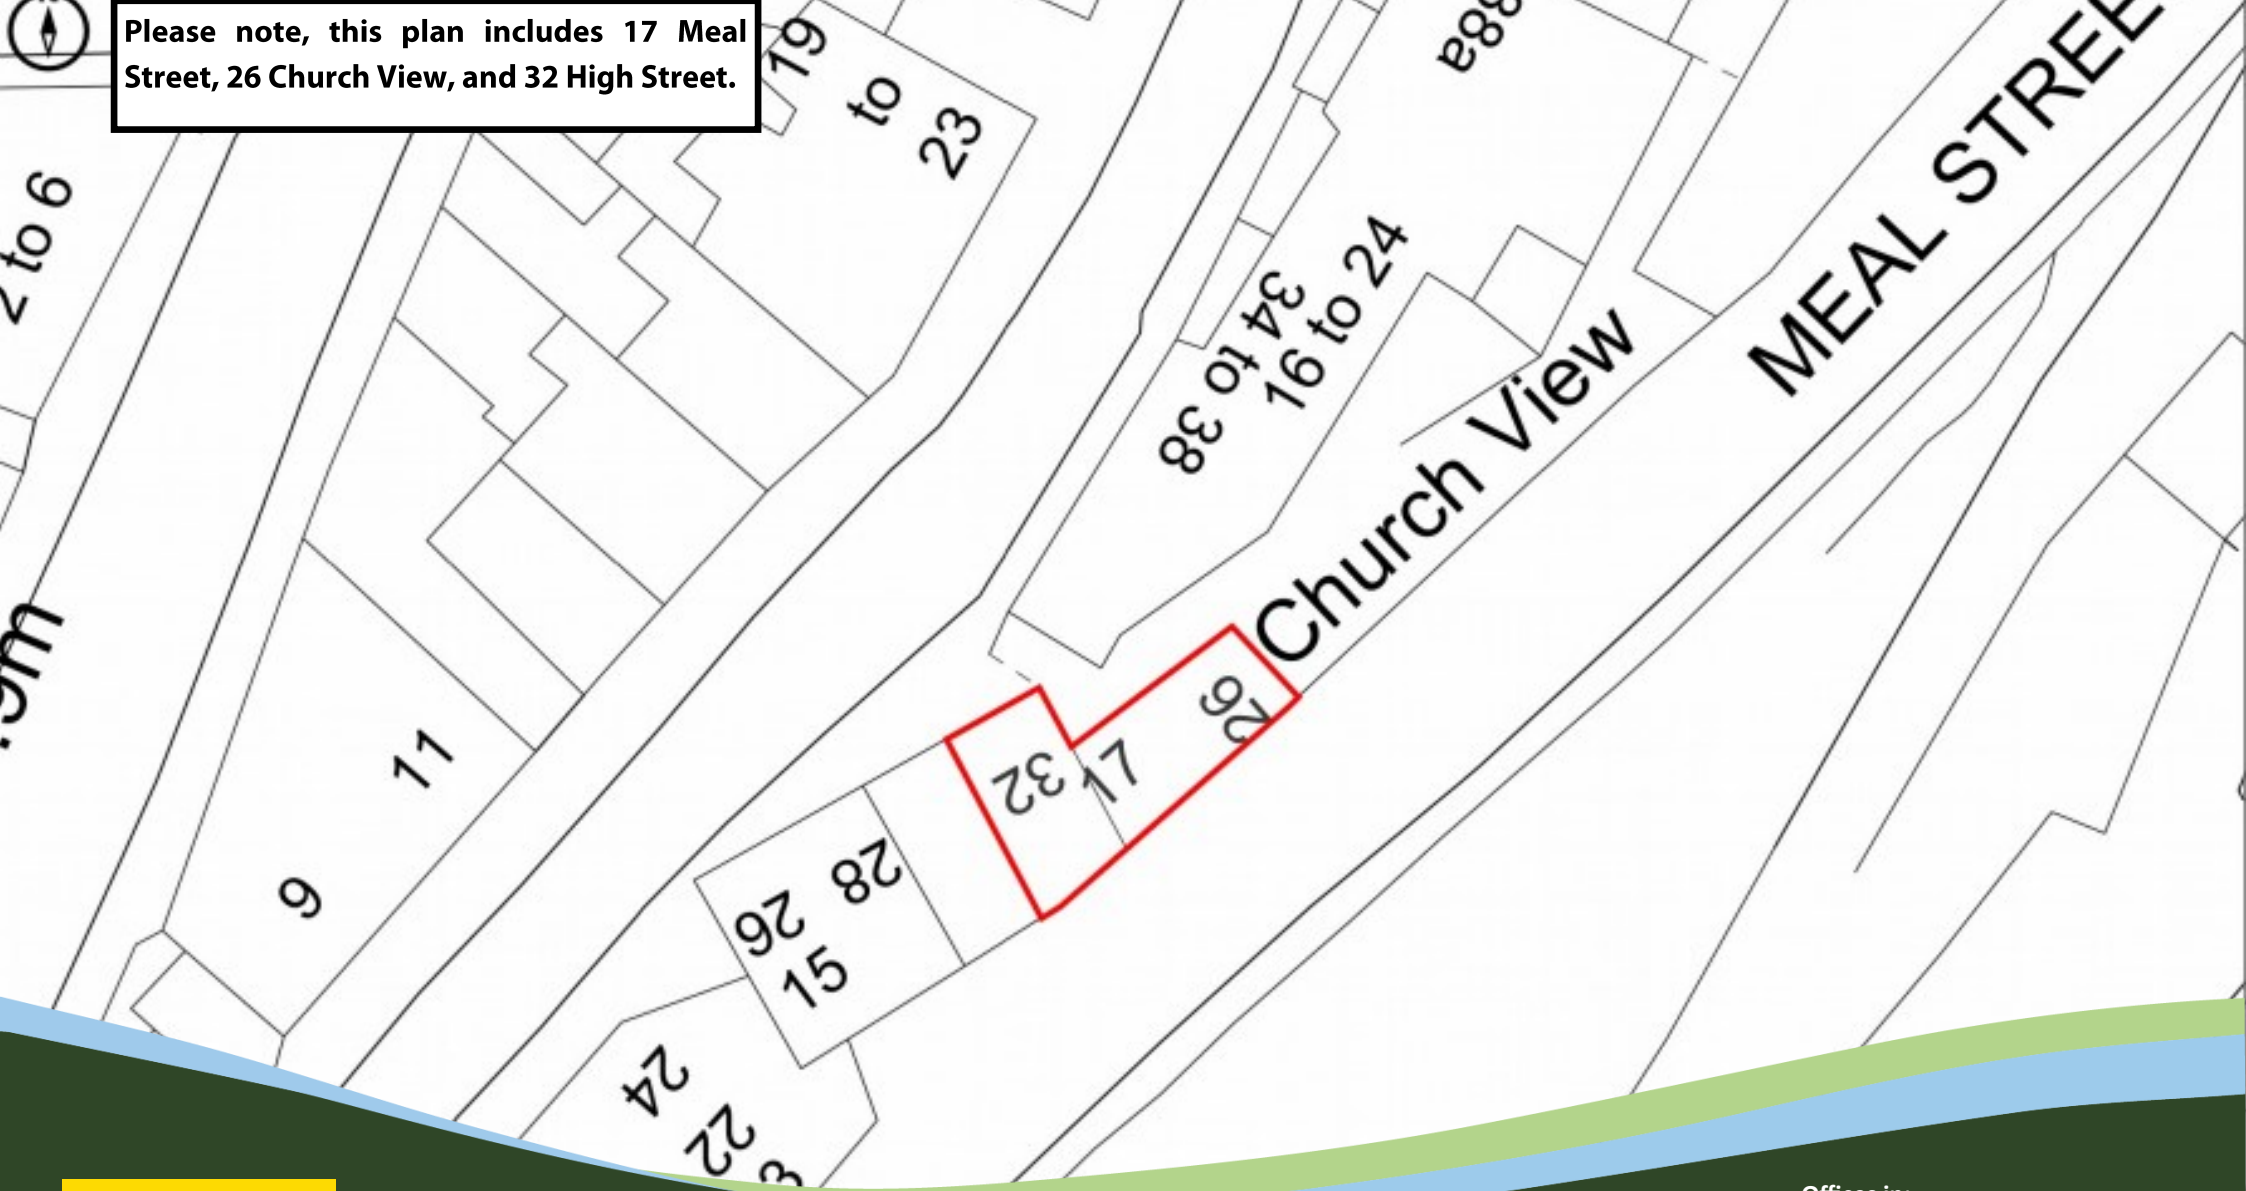 Please note, this plan includes 17 Meal
Street, 26 Church View, and 32 High Street.
19
to
23
88a
MEAL STREE
2 to 6
34 to 38
16 to 24
Church View
.9m
26
32
17
11
28
9
26
15
24
22